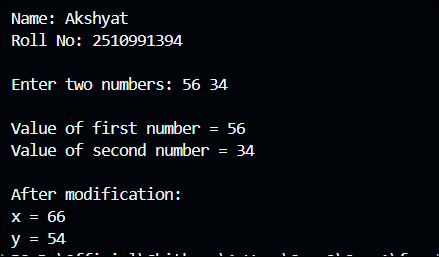 Name: Akshyat
Roll No: 2510991394
Enter two numbers: 56 34
Value of first number = 56
Value of second number = 34
After modification:
x = 66
y = 54